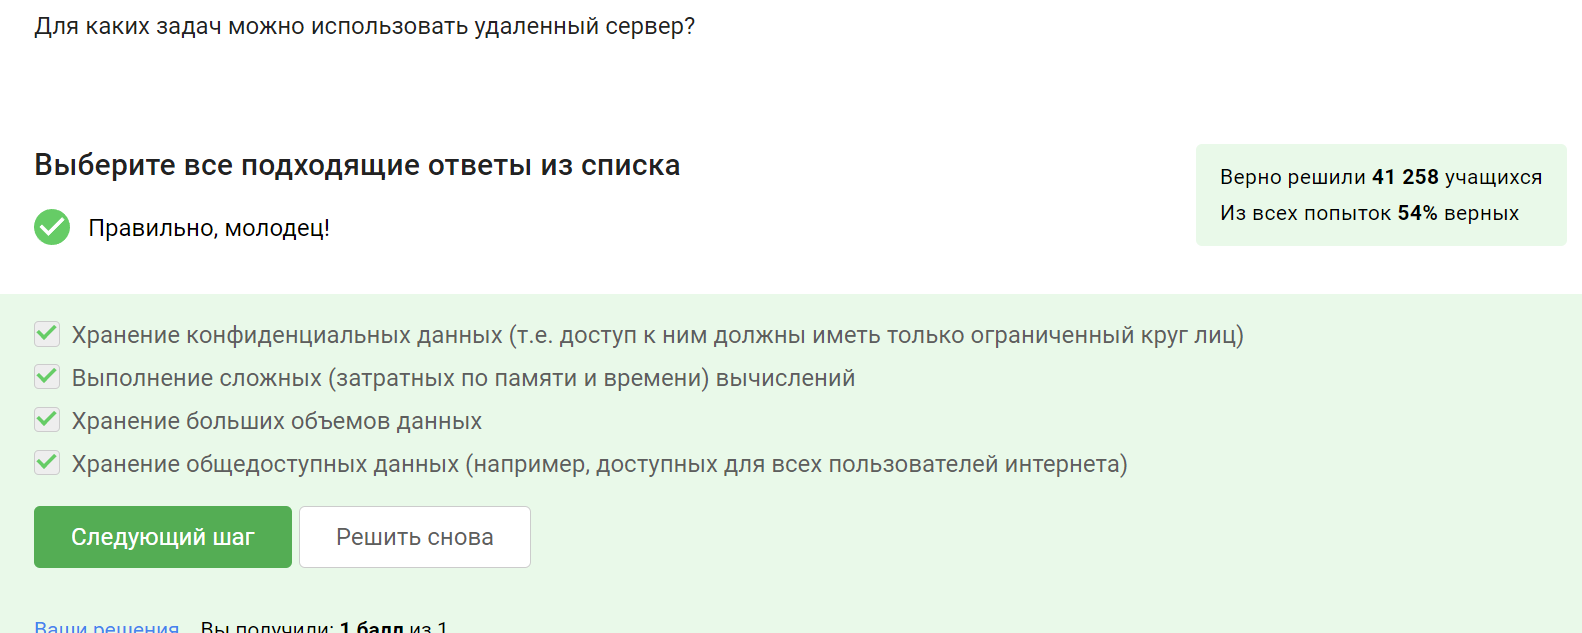 Для каких задач можно использовать удаленный сервер?
Выберите все подходящие ответы из списка
Правильно, молодец!
Верно решили 41 258 учащихся
Из всех попыток 54% верных
Хранение конфиденциальных данных (т.е. доступ к ним должны иметь только ограниченный круг лиц)
Выполнение сложных (затратных по памяти и времени) вычислений
Хранение больших объемов данных
Хранение общедоступных данных (например, доступных для всех пользователей интернета)
Следующий шаг
Решить снова
Ваши решения Вы получили: 1 балл из 1